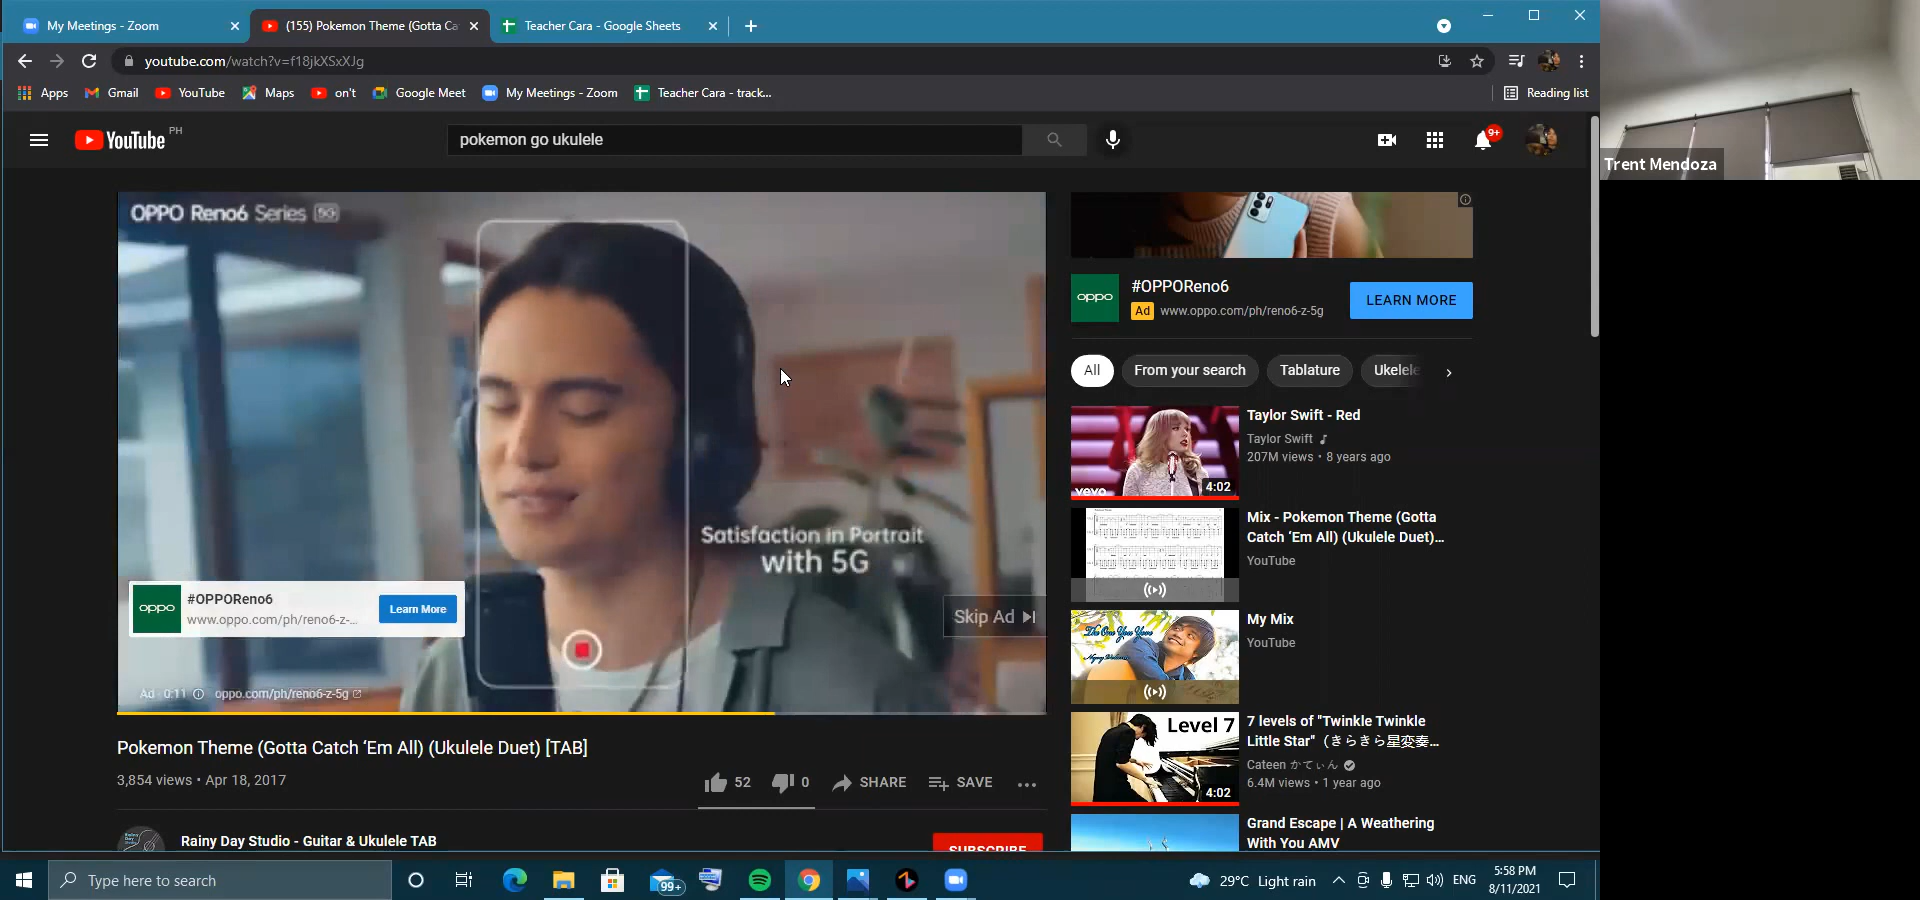 My Meetings - Zoom
(155) Pokemon Theme (Gotta Ca
Teacher Cara - Google Sheets
youtube.com/watch?v=f18jkXSxXJg
Apps
Gmail
YouTube
Maps
on't
Google Meet
My Meetings - Zoom
Teacher Cara - track...
Reading list
YouTube PH
pokemon go ukulele
9+
Trent Mendoza
OPPO Reno6 Series 5G
Satisfaction in Portrait
with 5G
oppo
#OPPOReno6
www.oppo.com/ph/reno6-z-...
Learn More
Skip Ad
Ad · 0:11
oppo.com/ph/reno6-z-5g
Pokemon Theme (Gotta Catch ‘Em All) (Ukulele Duet) [TAB]
3,854 views • Apr 18, 2017
52
0
SHARE
SAVE
Rainy Day Studio - Guitar & Ukulele TAB
SUBSCRIBE
oppo
#OPPOReno6
Ad www.oppo.com/ph/reno6-z-5g
LEARN MORE
All
From your search
Tablature
Ukelele
vevo
4:02
Taylor Swift - Red
Taylor Swift
207M views • 8 years ago
Mix - Pokemon Theme (Gotta
Catch ‘Em All) (Ukulele Duet)...
YouTube
The One You Love
My Mix
YouTube
Level 7
4:02
7 levels of "Twinkle Twinkle
Little Star"（きらきら星変奏...
Cateen かてぃん
6.4M views • 1 year ago
Grand Escape | A Weathering
With You AMV
Type here to search
99+
29°C Light rain
ENG
5:58 PM
8/11/2021